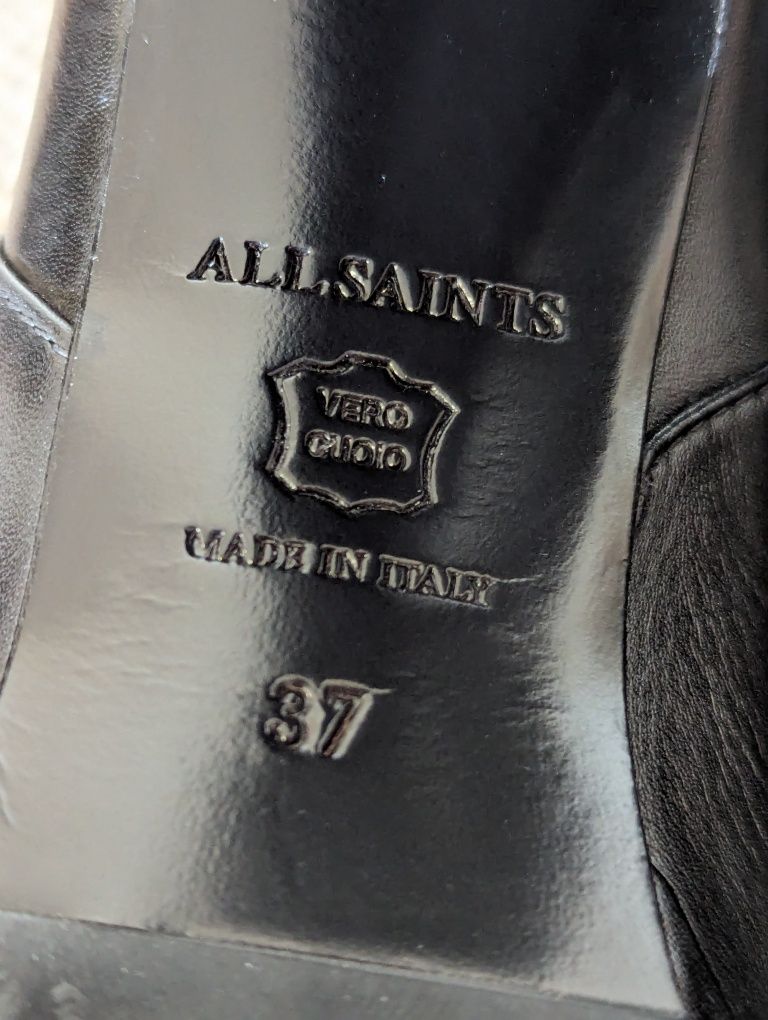 ALLSAINTS
VERO
CUOIO
MADE IN ITALY
37